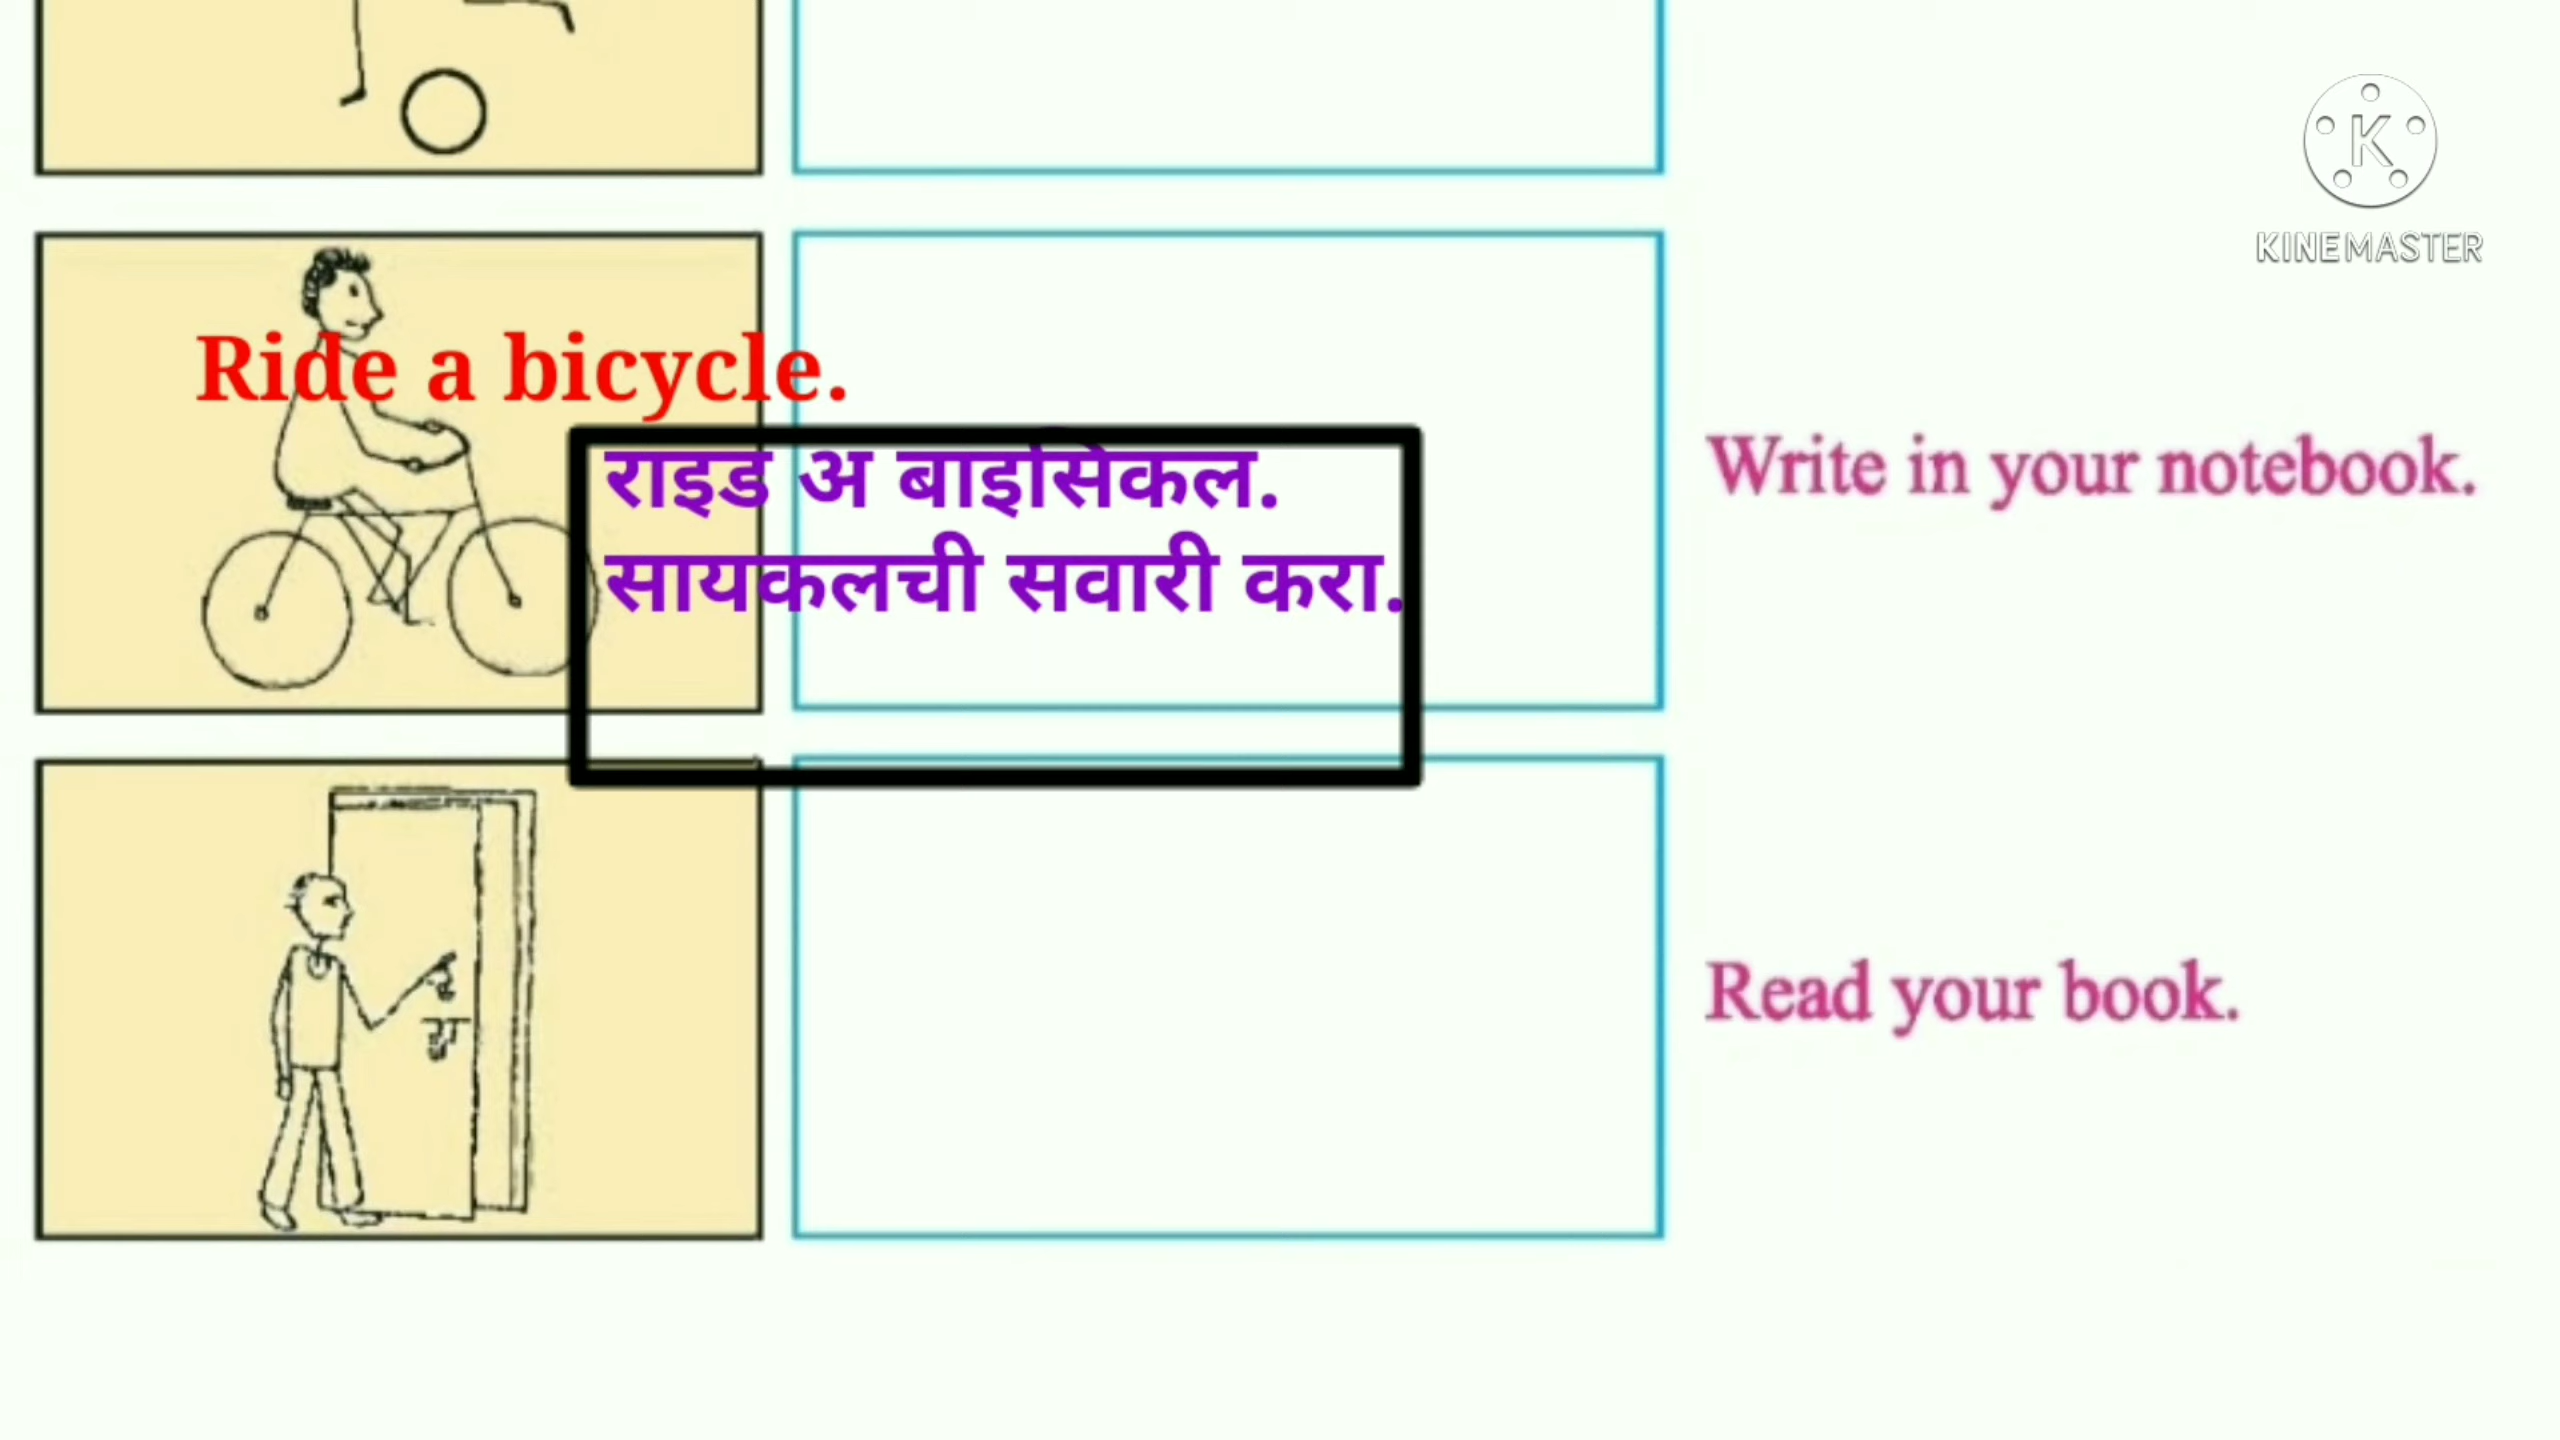 K
KINEMASTER
Ride a bicycle.
राइड अ बाइसिकल.
सायकलची सवारी करा.
Write in your notebook.
Read your book.